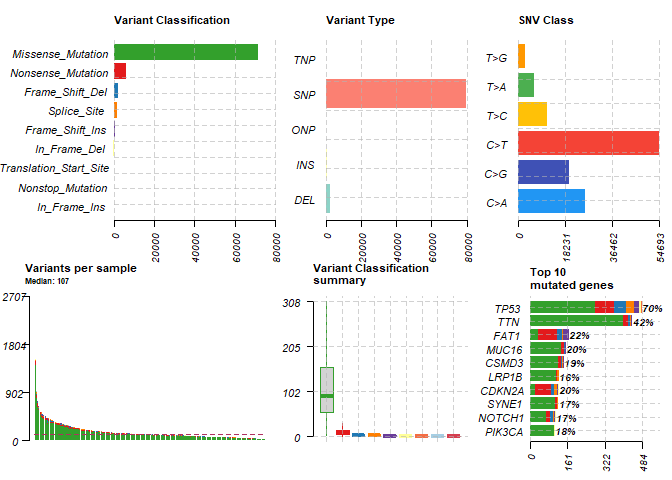 Variant Classification
Missense_Mutation
Nonsense_Mutation
Frame_Shift_Del
Splice_Site
Frame_Shift_Ins
In_Frame_Del
Translation_Start_Site
Nonstop_Mutation
In_Frame_Ins
0
20000
40000
60000
80000
Variant Type
TNP
SNP
ONP
INS
DEL
0
20000
40000
60000
80000
SNV Class
T>G
T>A
T>C
C>T
C>G
C>A
0
18231
36462
54693
Variants per sample
Median: 107
2707
1804
902
0
Variant Classification
summary
308
205
102
0
Top 10
mutated genes
TP53 70%
TTN 42%
FAT1 22%
MUC16 20%
CSMD3 19%
LRP1B 16%
CDKN2A 20%
SYNE1 17%
NOTCH1 17%
PIK3CA 18%
0
161
322
484